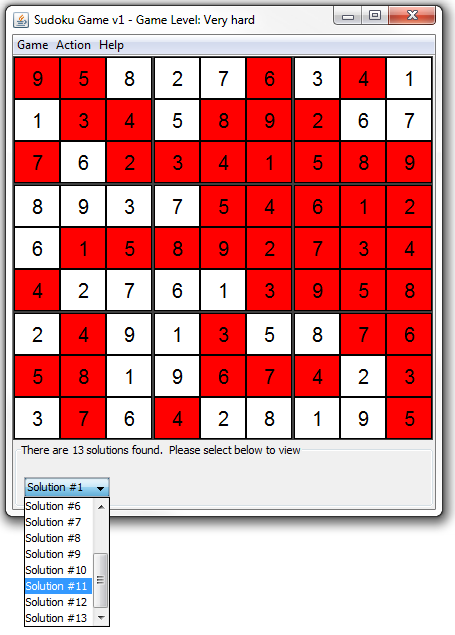 Sudoku Game v1 - Game Level: Very hard
Game Action Help
9 5 8 2 7 6 3 4 1
1 3 4 5 8 9 2 6 7
7 6 2 3 4 1 5 8 9
8 9 3 7 5 4 6 1 2
6 1 5 8 9 2 7 3 4
4 2 7 6 1 3 9 5 8
2 4 9 1 3 5 8 7 6
5 8 1 9 6 7 4 2 3
3 7 6 4 2 8 1 9 5
There are 13 solutions found. Please select below to view
Solution #1
Solution #6
Solution #7
Solution #8
Solution #9
Solution #10
Solution #11
Solution #12
Solution #13